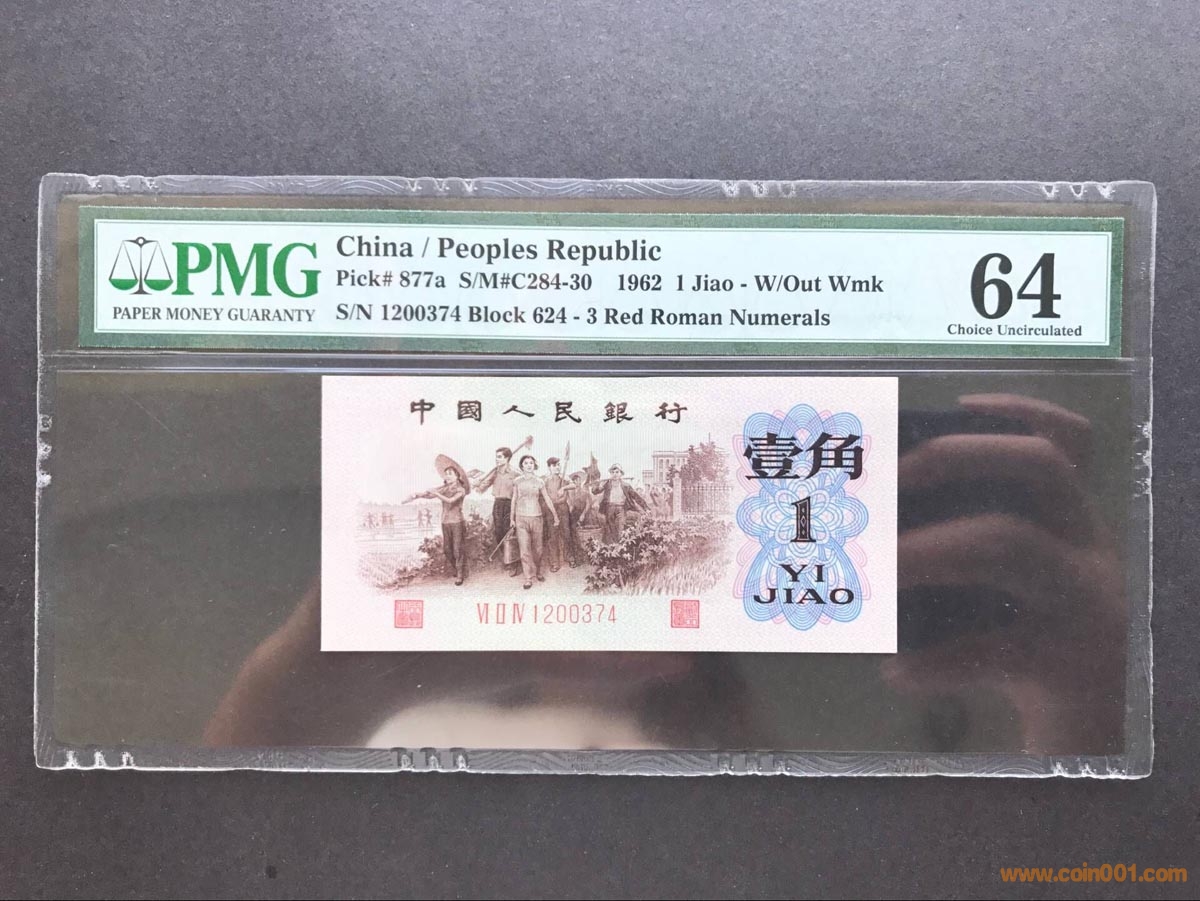 PMG
PAPER MONEY GUARANTY
China / Peoples Republic
Pick# 877a S/M#C284-30 1962 1 Jiao - W/Out Wmk
S/N 1200374 Block 624 - 3 Red Roman Numerals
64
Choice Uncirculated
中國人民銀行
壹角
1
YI
JIAO
VI II IV 1200374
www.coin001.com